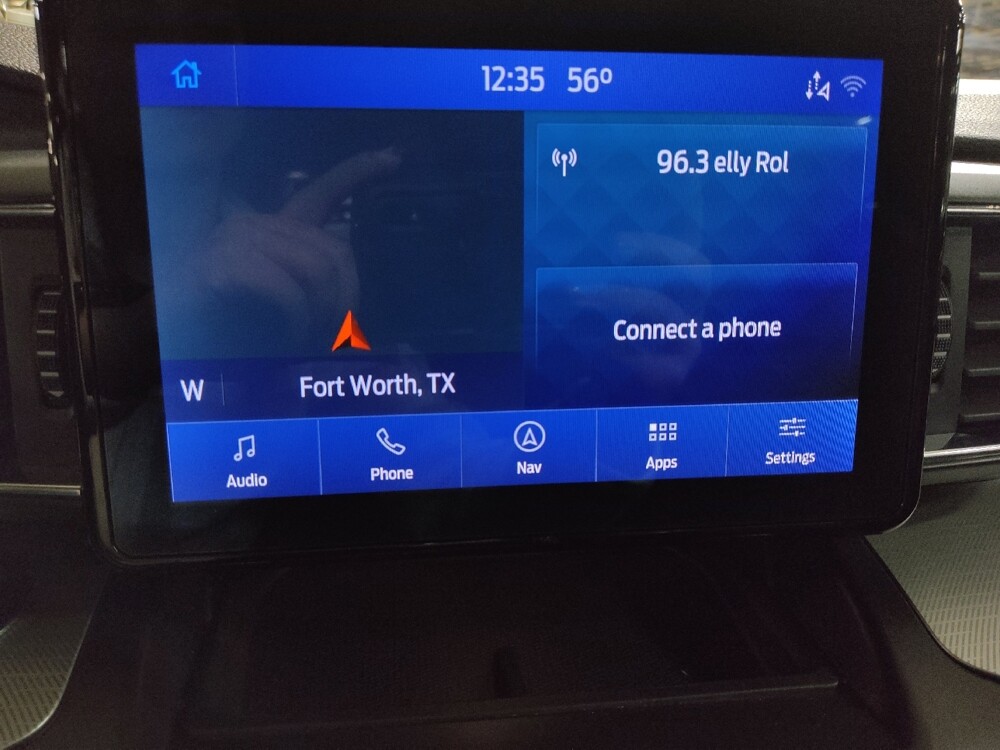 12:35 56°
96.3 elly Rol
Connect a phone
W Fort Worth, TX
Audio Phone Nav Apps Settings